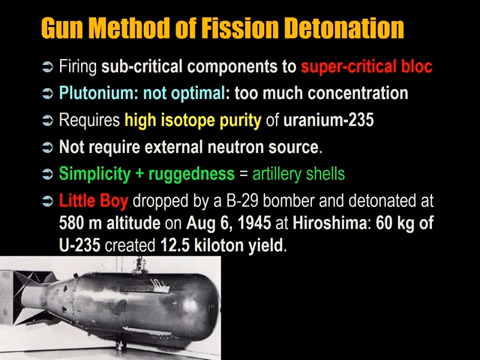 Gun Method of Fission Detonation
➲ Firing sub-critical components to super-critical bloc
➲ Plutonium: not optimal: too much concentration
➲ Requires high isotope purity of uranium-235
➲ Not require external neutron source.
➲ Simplicity + ruggedness = artillery shells
➲ Little Boy dropped by a B-29 bomber and detonated at
580 m altitude on Aug 6, 1945 at Hiroshima: 60 kg of
U-235 created 12.5 kiloton yield.